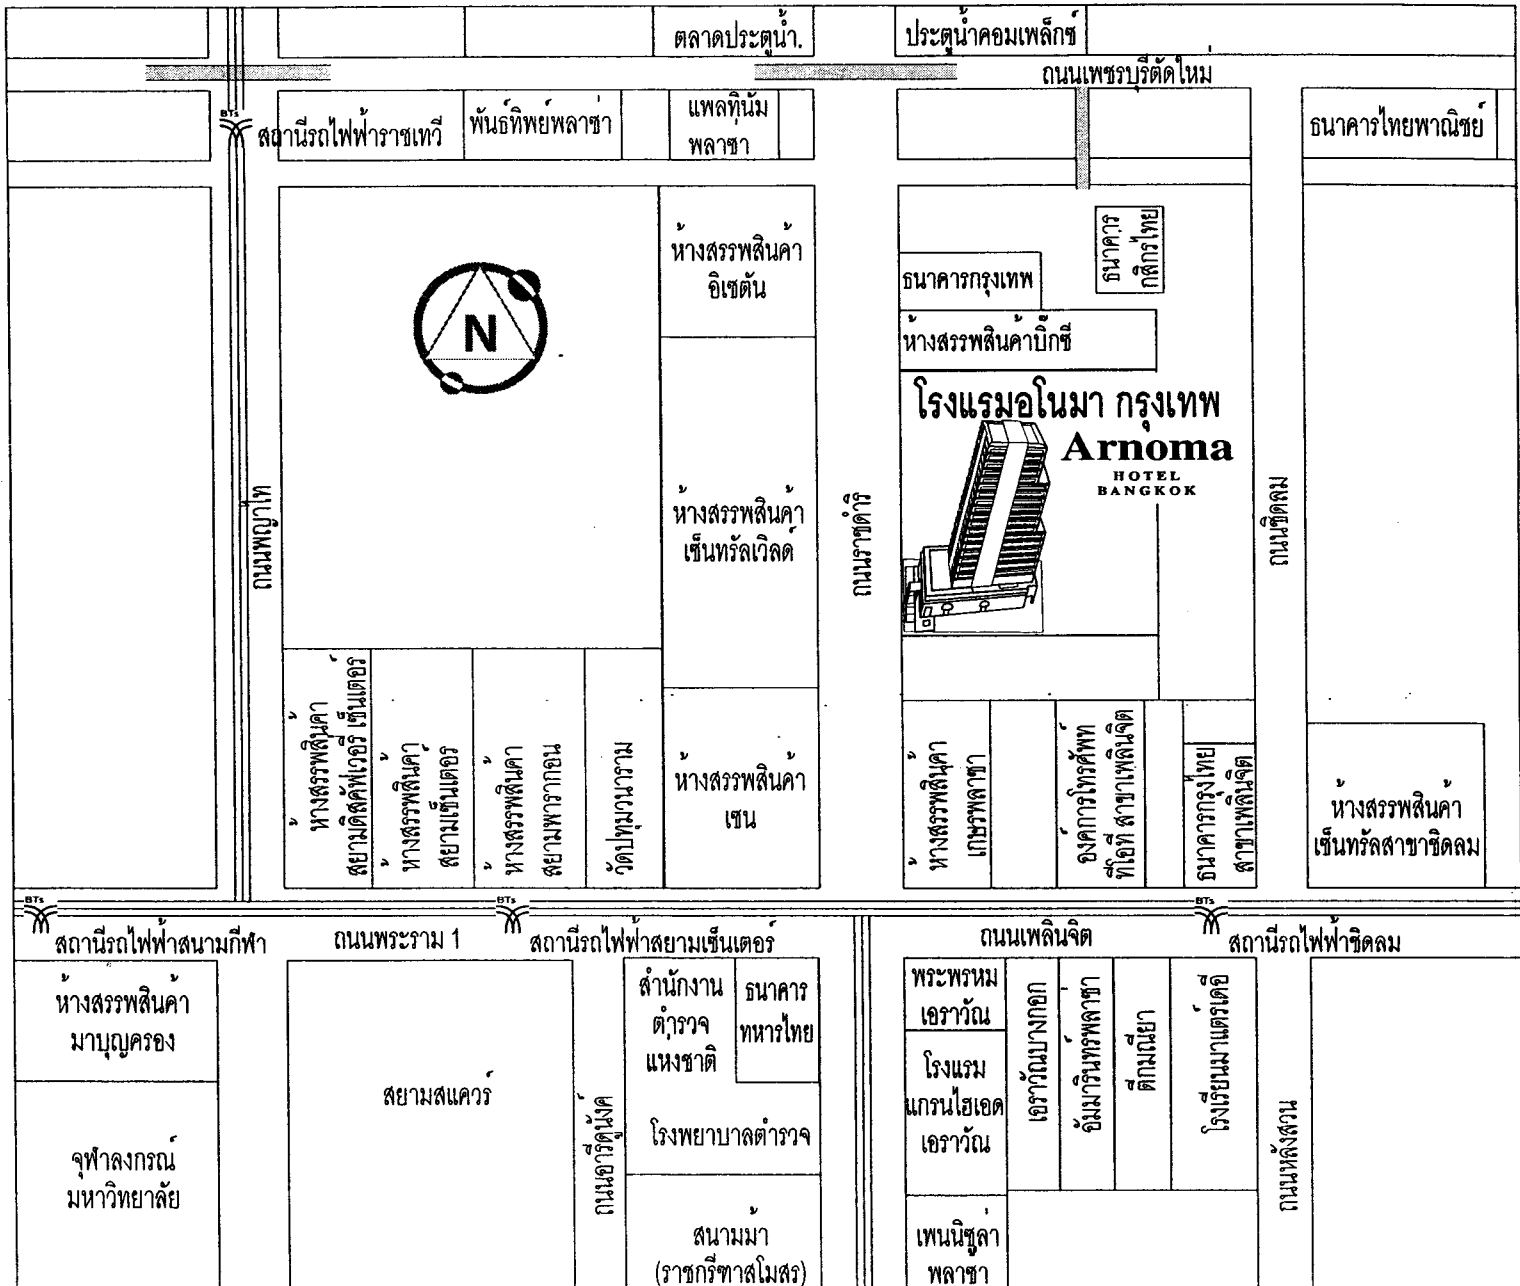 ตลาดประตูน้ำ.
ประตูน้ำคอมเพล็กซ์
ถนนเพชรบุรีตัดใหม่
BTs
สถานีรถไฟฟ้าราชเทวี
พันธ์ทิพย์พลาซ่า
แพลทินัม
พลาซ่า
ธนาคารไทยพาณิชย์
ห้างสรรพสินค้า
อิเซตัน
ธนาคาร
กสิกรไทย
ธนาคารกรุงเทพ
ห้างสรรพสินค้าบิ๊กซี
N
โรงแรมอโนมา กรุงเทพ
Arnoma
HOTEL
BANGKOK
ถนนพญาไท
ห้างสรรพสินค้า
เซ็นทรัลเวิลด์
ถนนราชดำริ
ถนนชิดลม
ห้างสรรพสินค้า
สยามดิสคัฟเวอรี่ เซ็นเตอร์
ห้างสรรพสินค้า
สยามเซ็นเตอร์
ห้างสรรพสินค้า
สยามพารากอน
วัดปทุมวนาราม
ห้างสรรพสินค้า
เซน
ห้างสรรพสินค้า
เกษรพลาซา
องค์การโทรศัพท์
ทีโอที สาขาเพลินจิต
ธนาคารกรุงไทย
สาขาเพลินจิต
ห้างสรรพสินค้า
เซ็นทรัลสาขาชิดลม
BTs
สถานีรถไฟฟ้าสนามกีฬา
ถนนพระราม 1
BTs
สถานีรถไฟฟ้าสยามเซ็นเตอร์
ถนนเพลินจิต
BTs
สถานีรถไฟฟ้าชิดลม
ห้างสรรพสินค้า
มาบุญครอง
จุฬาลงกรณ์
มหาวิทยาลัย
สยามสแควร์
ถนนอารีดูนังค์
สำนักงาน
ตำรวจ
แห่งชาติ
ธนาคาร
ทหารไทย
โรงพยาบาลตำรวจ
สนามม้า
(ราชกรีฑาสโมสร)
พระพรหม
เอราวัณ
โรงแรม
แกรนไฮเอด
เอราวัณ
เพนนิซูล่า
พลาซา
เอราวัณบางกอก
อัมมารินทร์พลาซ่า
ตึกมณียา
โรงเรียนมาแตร์เดอี
ถนนหลังสวน